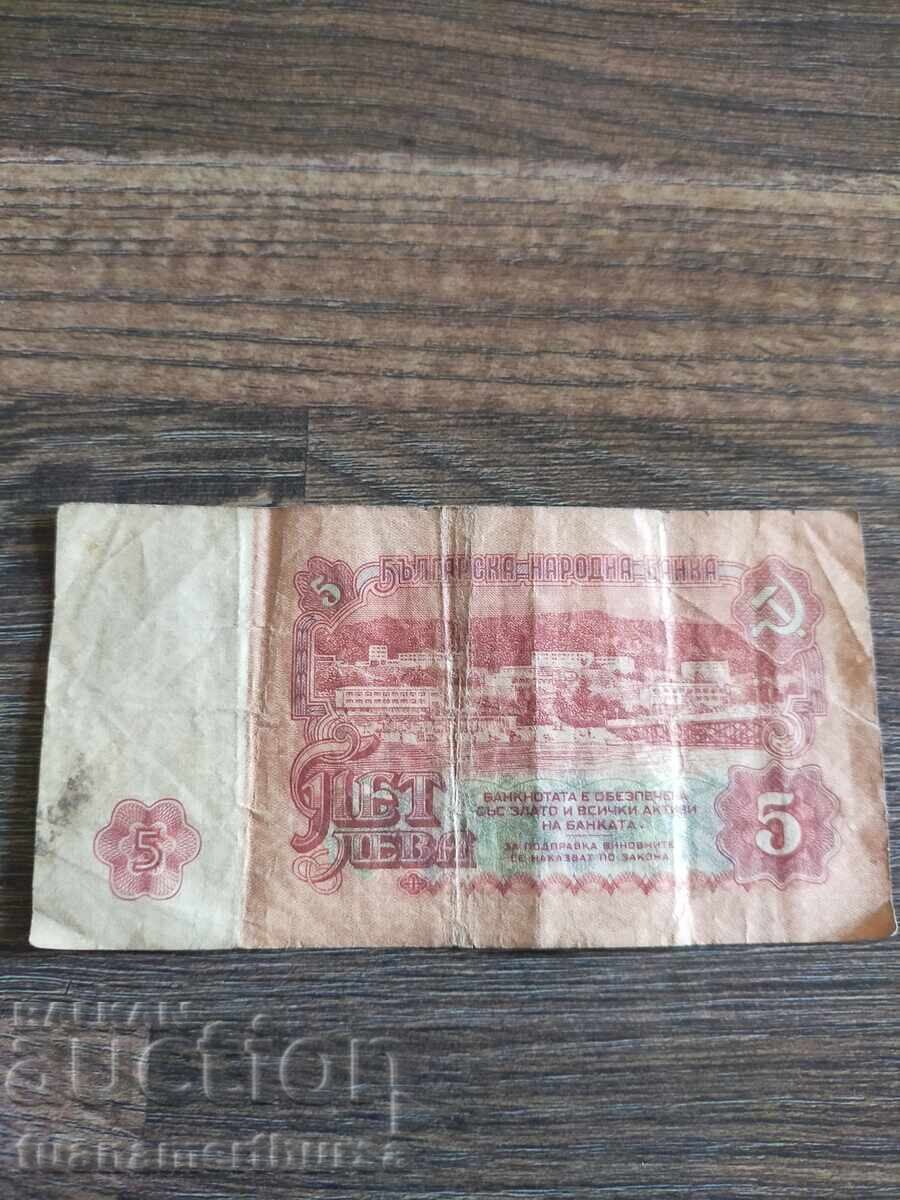 5
БЪЛГАРСКА НАРОДНА БАНКА
ПЕТ
ЛЕВА
БАНКНОТАТА Е ОБЕЗПЕЧЕНА
СЪС ЗЛАТО И ВСИЧКИ АКТИВИ
НА БАНКАТА.
ЗА ПОДПРАВКА ВИНОВНИТЕ
СЕ НАКАЗВАТ ПО ЗАКОНА
5
5
BALKAN
auction